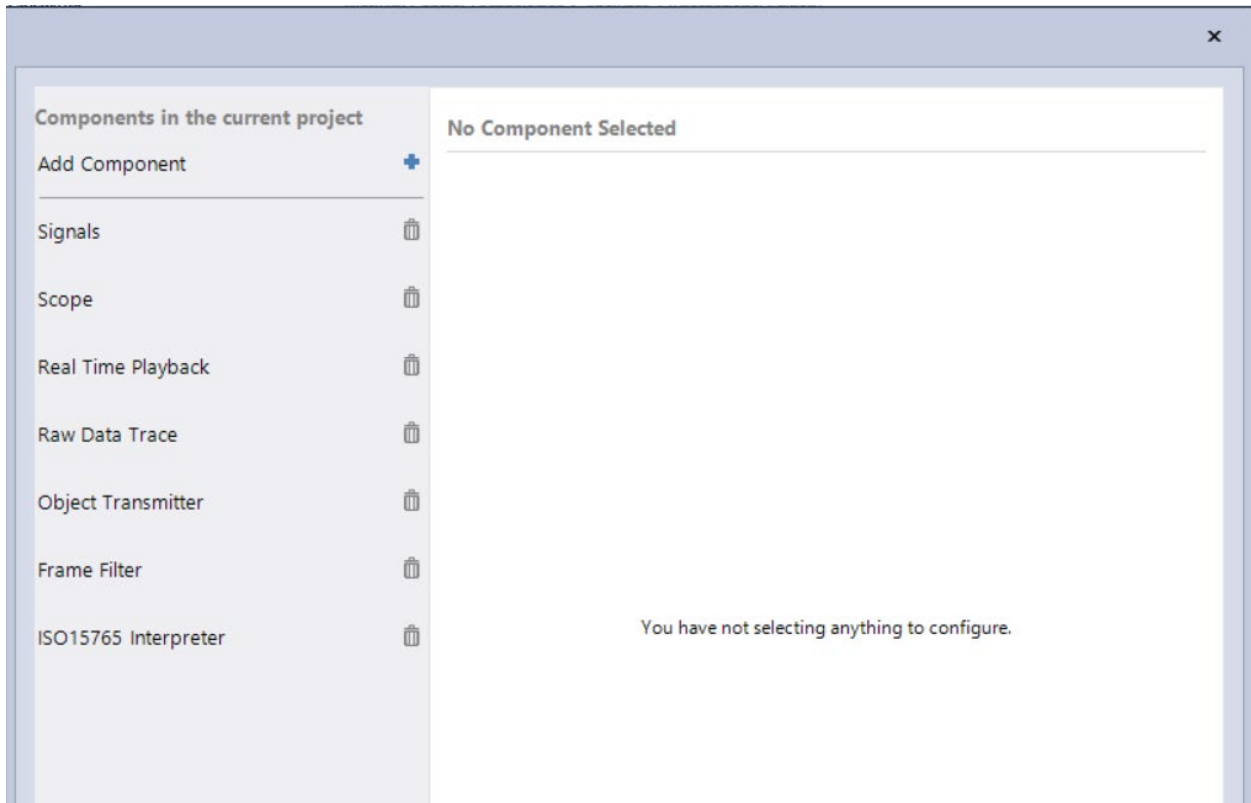 Components in the current project
Add Component
Signals
Scope
Real Time Playback
Raw Data Trace
Object Transmitter
Frame Filter
ISO15765 Interpreter
No Component Selected
You have not selecting anything to configure.